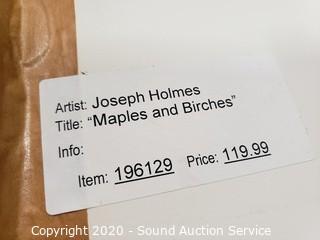 Artist: Joseph Holmes
Title: “Maples and Birches”
Info:
Item: 196129 Price: 119.99
Copyright 2020 - Sound Auction Service